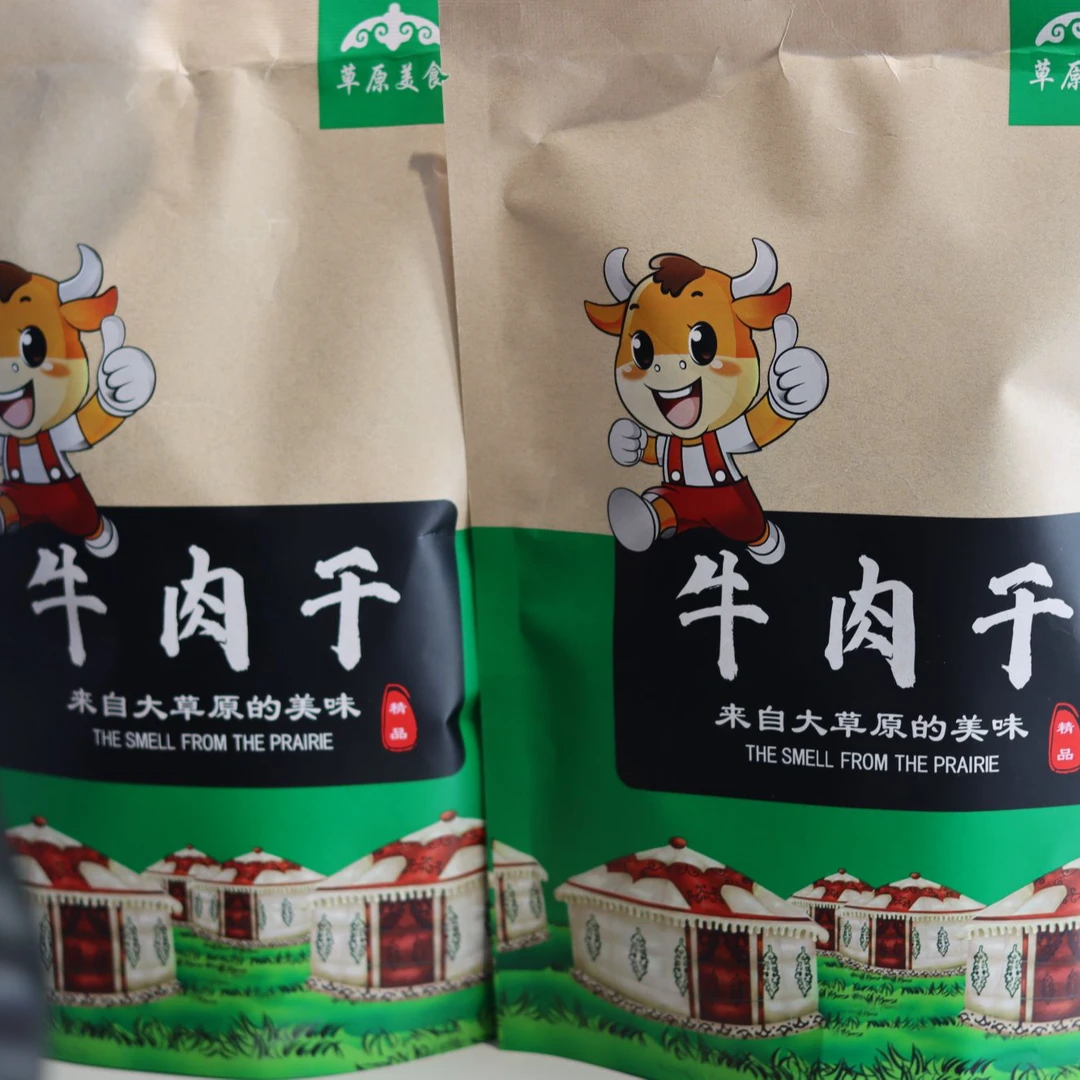 草原美食
牛肉干
来自大草原的美味
THE SMELL FROM THE PRAIRIE
精品
草原
牛肉干
来自大草原的美味
THE SMELL FROM THE PRAIRIE
精品